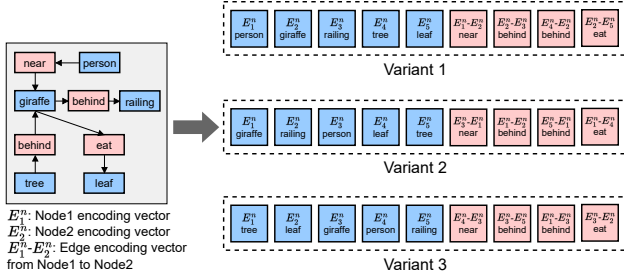 near
person
giraffe
behind
railing
behind
eat
tree
leaf
E_1^n: Node1 encoding vector
E_2^n: Node2 encoding vector
E_1^n-E_2^n: Edge encoding vector
from Node1 to Node2
E_1^n E_2^n E_3^n E_4^n E_5^n E_1^n-E_2^n E_2^n-E_3^n E_4^n-E_2^n E_2^n-E_5^n
person giraffe railing tree leaf near behind behind eat
Variant 1
E_1^n E_2^n E_3^n E_4^n E_5^n E_3^n-E_1^n E_1^n-E_2^n E_5^n-E_1^n E_1^n-E_4^n
giraffe railing person leaf tree near behind behind eat
Variant 2
E_1^n E_2^n E_3^n E_4^n E_5^n E_4^n-E_3^n E_3^n-E_5^n E_1^n-E_3^n E_3^n-E_2^n
tree leaf giraffe person railing near behind behind eat
Variant 3